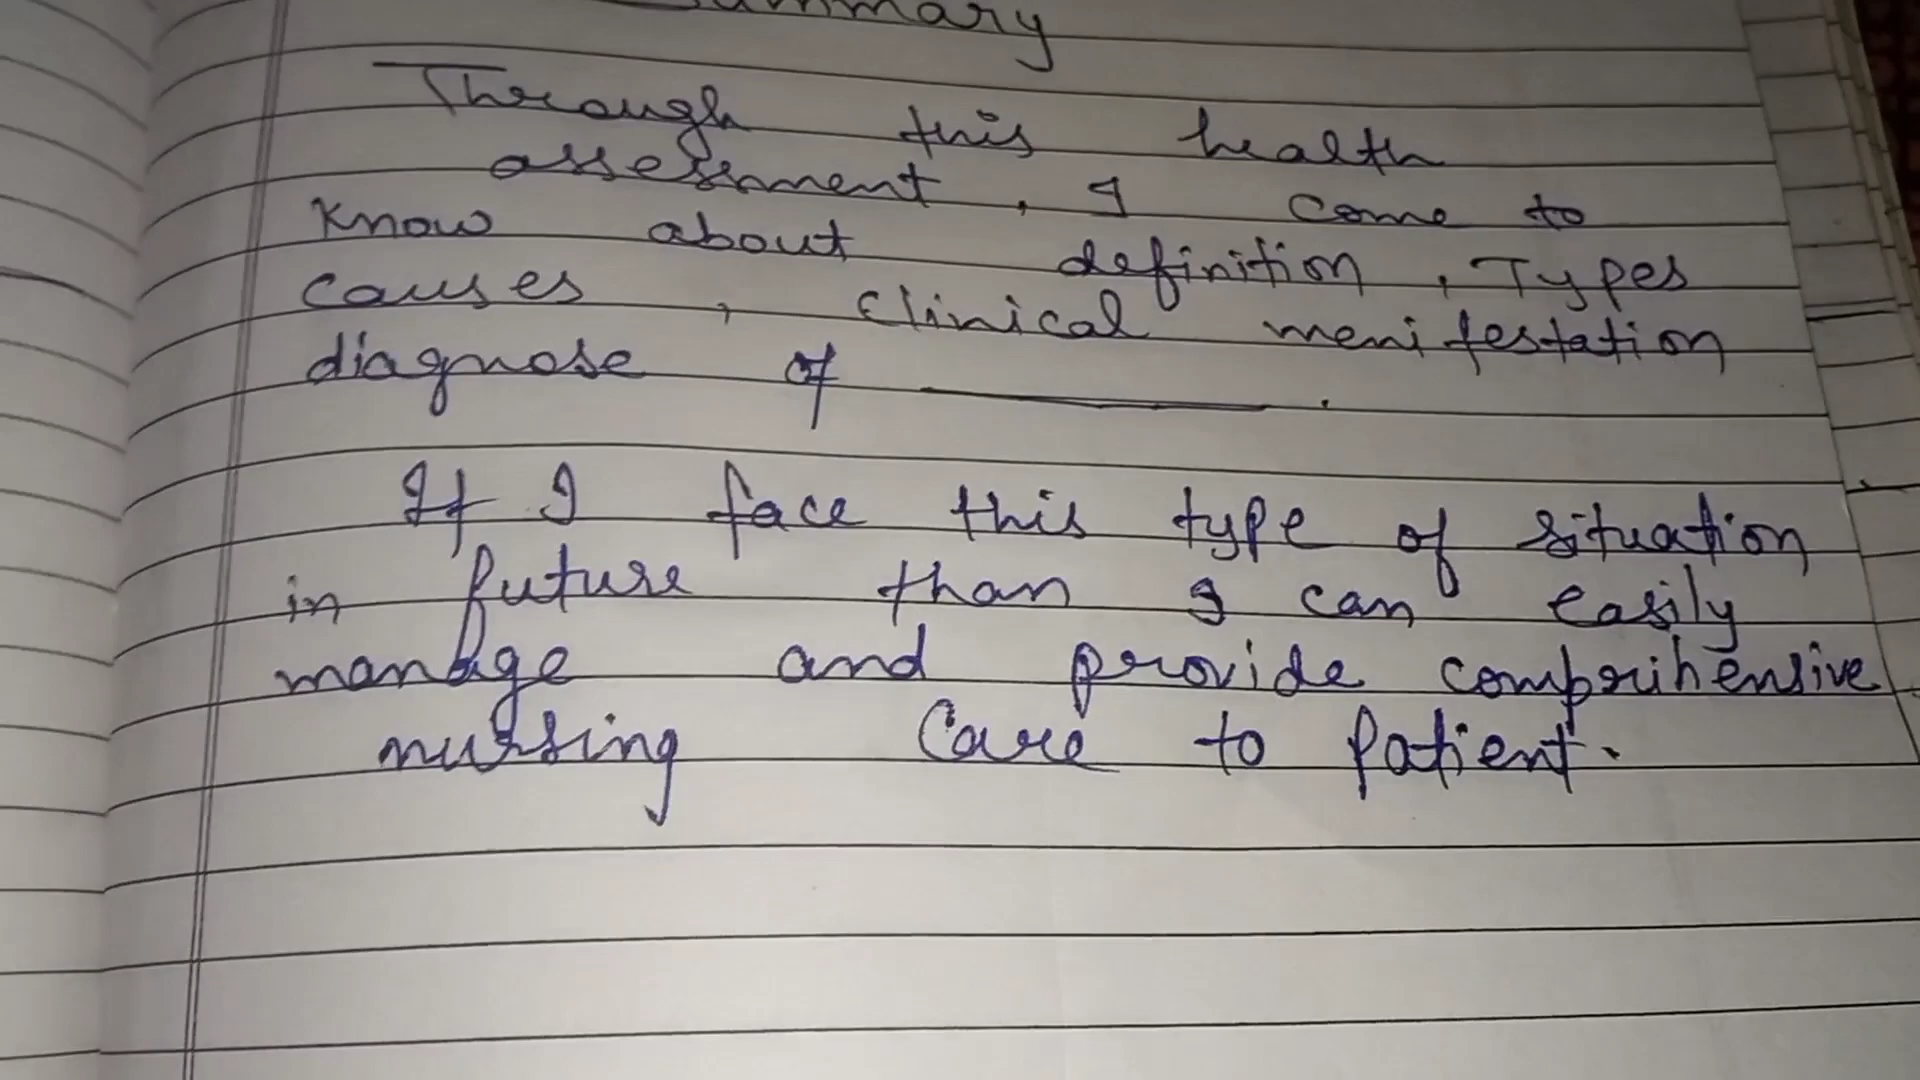 Summary
Through this health
assessment, I come to
know about definition, Types
causes, clinical menifestation
diagnose of ________.
If I face this type of situation
in future than I can easily
manage and provide comprihensive
nursing Care to Patient.